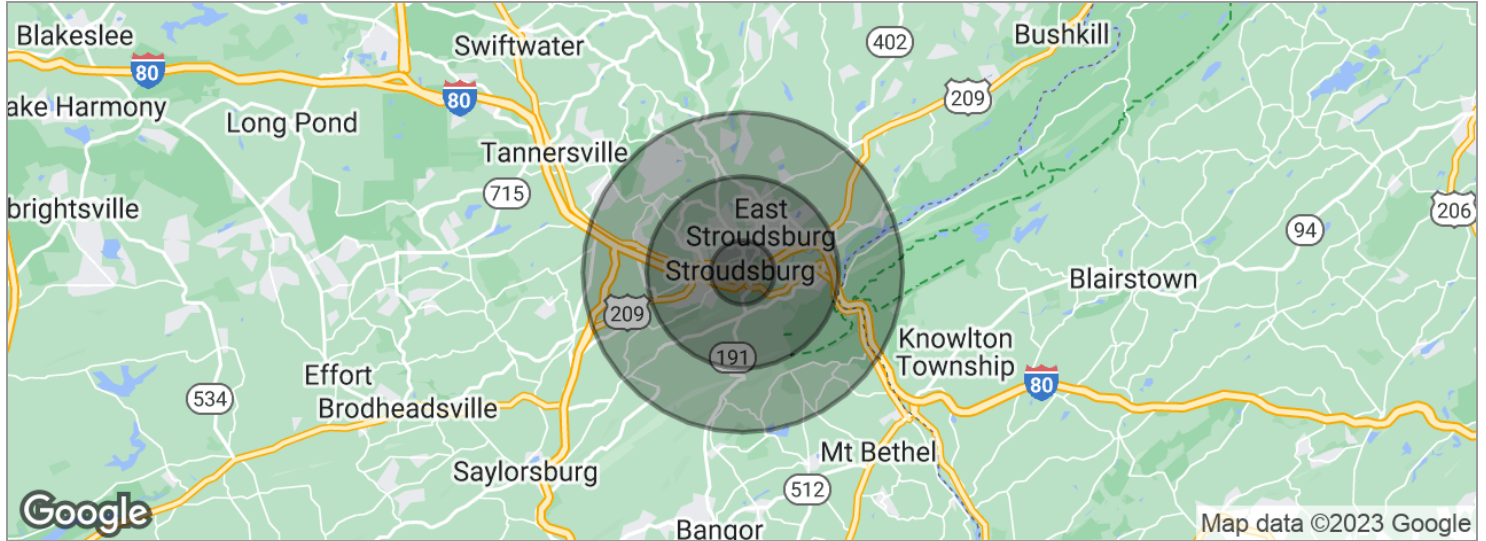 Blakeslee
Swiftwater
402
Bushkill
80
80
209
ake Harmony
Long Pond
Tannersville
715
brightsville
206
East
Stroudsburg
94
Stroudsburg
Blairstown
209
Knowlton
Township
191
Effort
80
534
Brodheadsville
Mt Bethel
Saylorsburg
512
Google
Bangor
Map data ©2023 Google